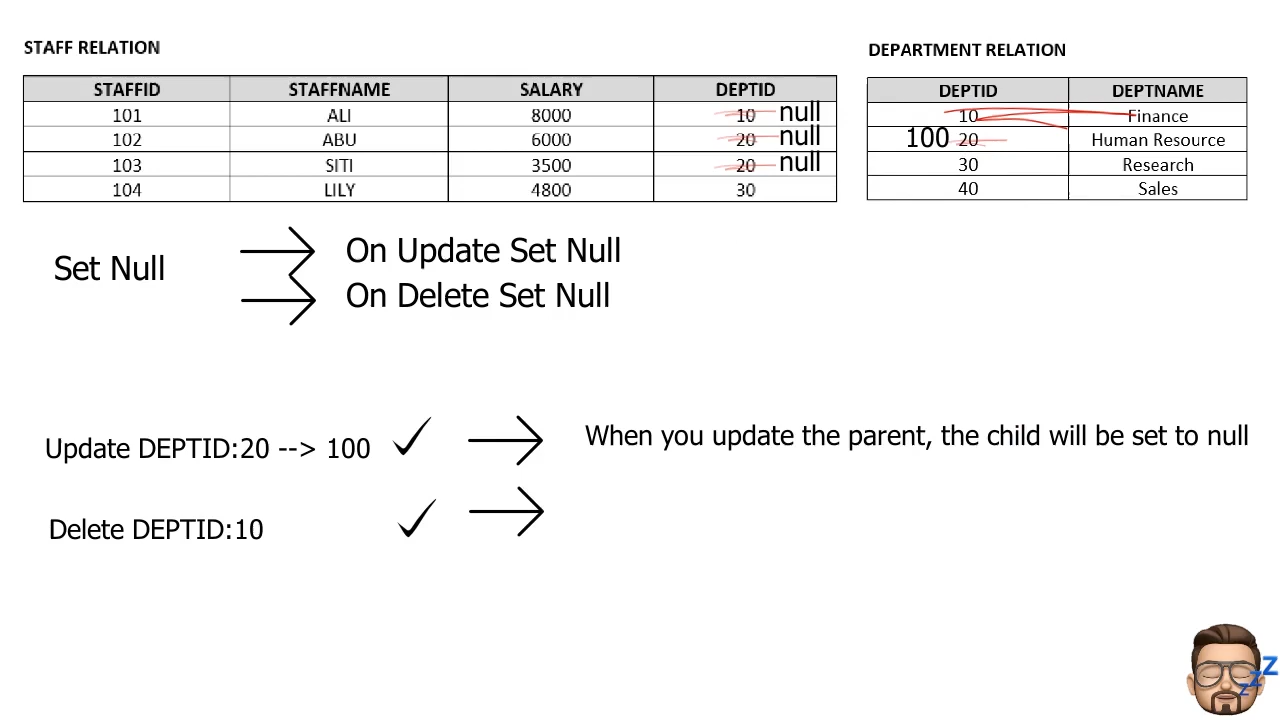 STAFF RELATION
DEPARTMENT RELATION
STAFFID STAFFNAME SALARY DEPTID
101 ALI 8000 10 null
102 ABU 6000 20 null
103 SITI 3500 20 null
104 LILY 4800 30
DEPTID DEPTNAME
10 Finance
100 20 Human Resource
30 Research
40 Sales
Set Null
On Update Set Null
On Delete Set Null
Update DEPTID:20 --> 100
When you update the parent, the child will be set to null
Delete DEPTID:10
z z Z